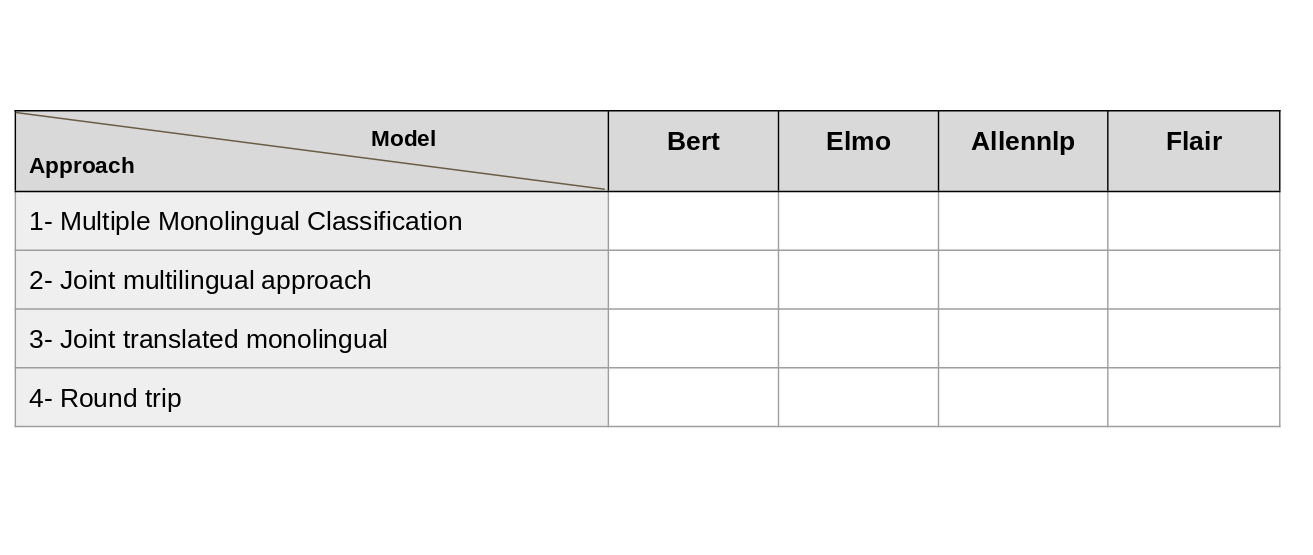 Model
Approach
Bert Elmo Allennlp Flair
1- Multiple Monolingual Classification
2- Joint multilingual approach
3- Joint translated monolingual
4- Round trip